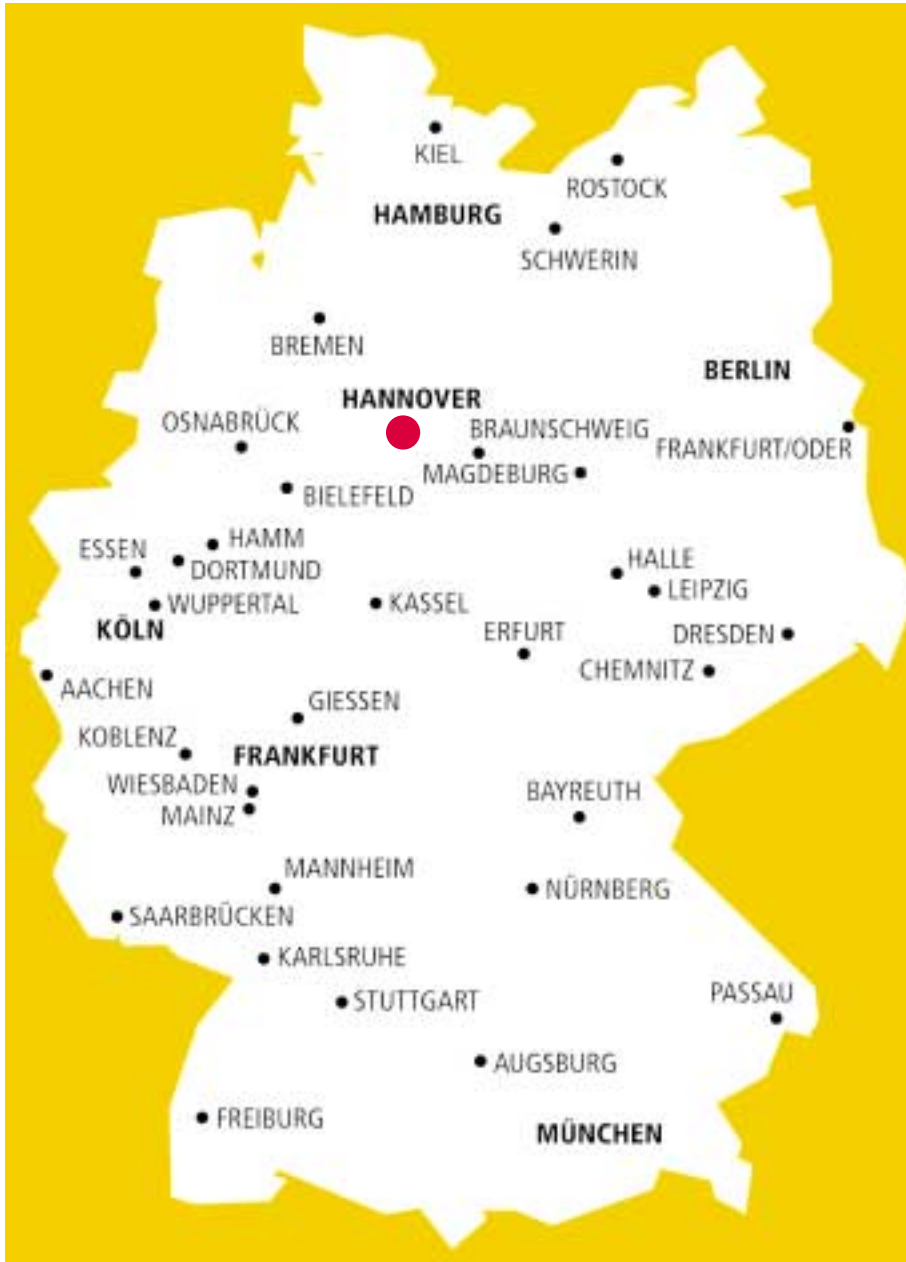 KIEL
ROSTOCK
HAMBURG
SCHWERIN
BREMEN
BERLIN
HANNOVER
OSNABRÜCK
BRAUNSCHWEIG
FRANKFURT/ODER
MAGDEBURG
BIELEFELD
HAMM
ESSEN
DORTMUND
HALLE
LEIPZIG
WUPPERTAL
KASSEL
KÖLN
ERFURT
DRESDEN
CHEMNITZ
AACHEN
GIESSEN
KOBLENZ
FRANKFURT
WIESBADEN
BAYREUTH
MAINZ
MANNHEIM
NÜRNBERG
SAARBRÜCKEN
KARLSRUHE
PASSAU
STUTTGART
AUGSBURG
FREIBURG
MÜNCHEN